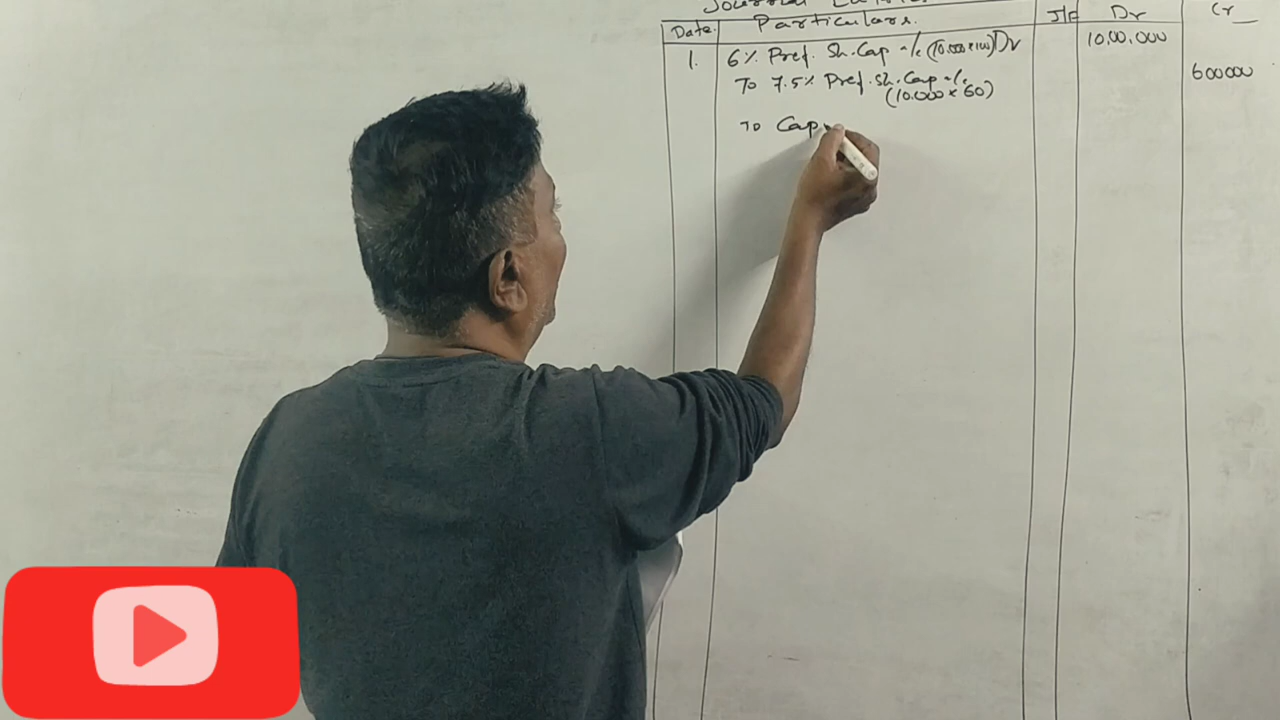 Journal
Date. Particulars. J/F Dr Cr
1. 6% Pref. Sh. Cap a/c (10.000×100) Dr 10,00,000
To 7.5% Pref. Sh. Cap a/c 600000
(10.000 × 60)
To Cap